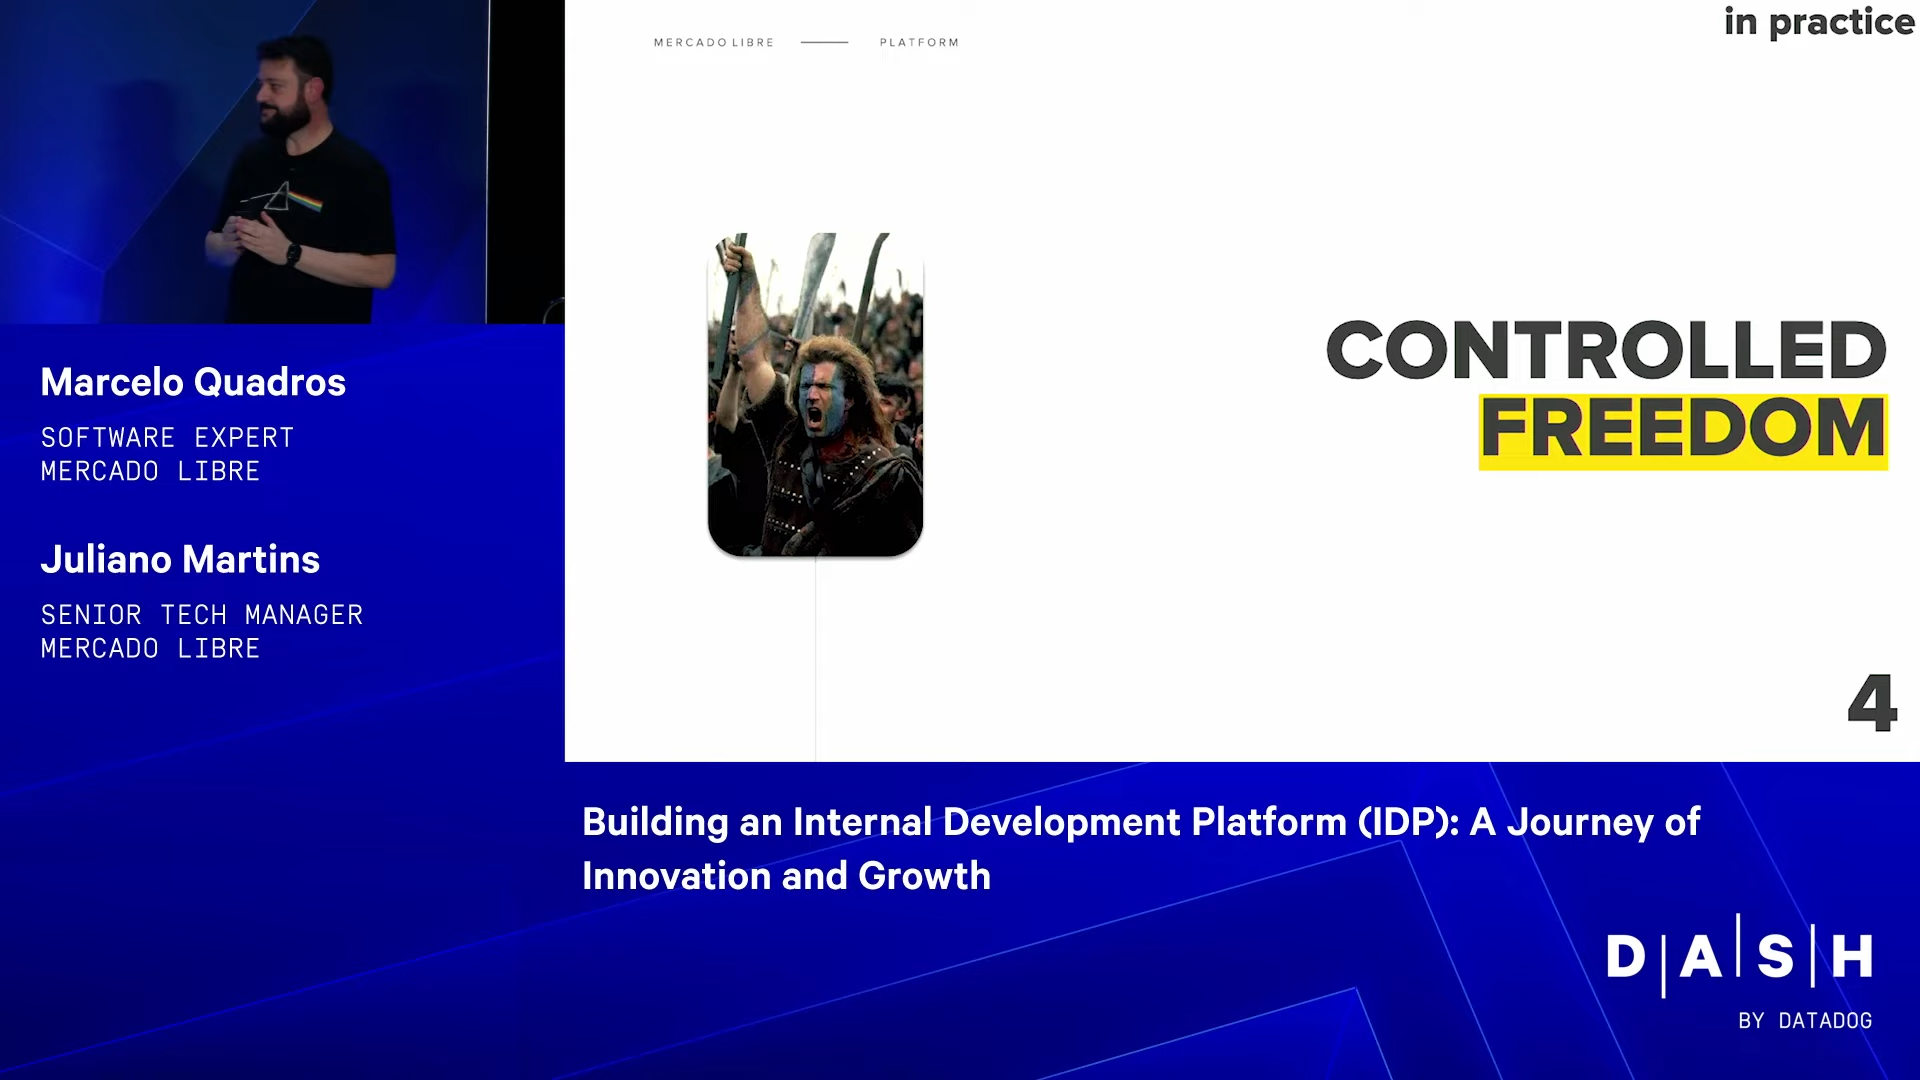 in practice
MERCADO LIBRE
PLATFORM
CONTROLLED
FREEDOM
4
Marcelo Quadros
SOFTWARE EXPERT
MERCADO LIBRE
Juliano Martins
SENIOR TECH MANAGER
MERCADO LIBRE
Building an Internal Development Platform (IDP): A Journey of
Innovation and Growth
D|A|S|H
BY DATADOG